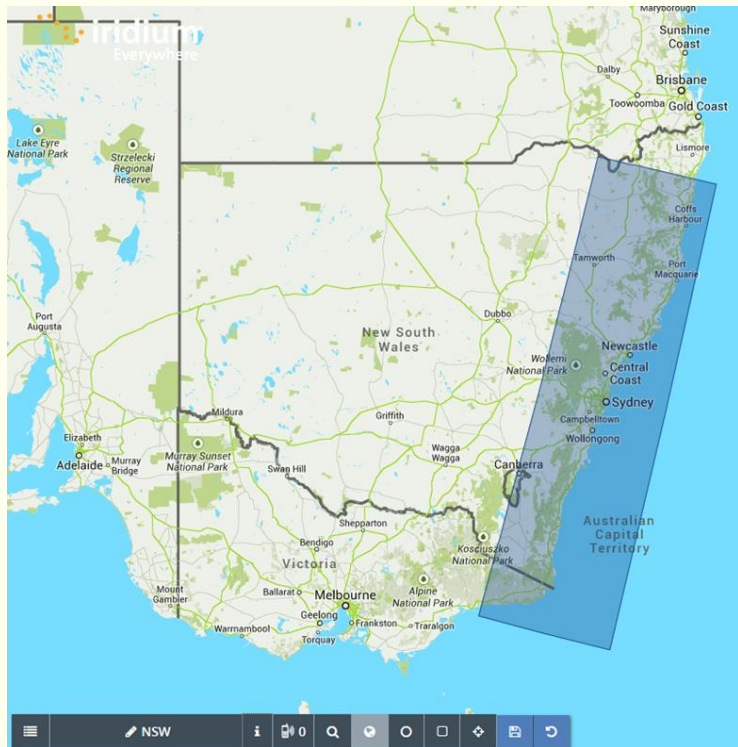 Maryborough
Sunshine
Coast
iridium
Everywhere
Dalby
Brisbane
Toowoomba
Gold Coast
Lake Eyre
National Park
Strzelecki
Regional
Reserve
Lismore
Coffs
Harbour
Tamworth
Port
Macquarie
Port
Augusta
Dubbo
New South
Wales
Newcastle
Wollemi
National Park
Central
Coast
Sydney
Mildura
Griffith
Campbelltown
Wollongong
Elizabeth
Adelaide
Murray
Bridge
Murray Sunset
National Park
Wagga
Wagga
Swan Hill
Canberra
Shepparton
Australian
Capital
Territory
Bendigo
Kosciuszko
National Park
Victoria
Alpine
National Park
Mount
Gambier
Ballarat
Melbourne
Geelong
Frankston
Traralgon
Warrnambool
Torquay
NSW
i
0